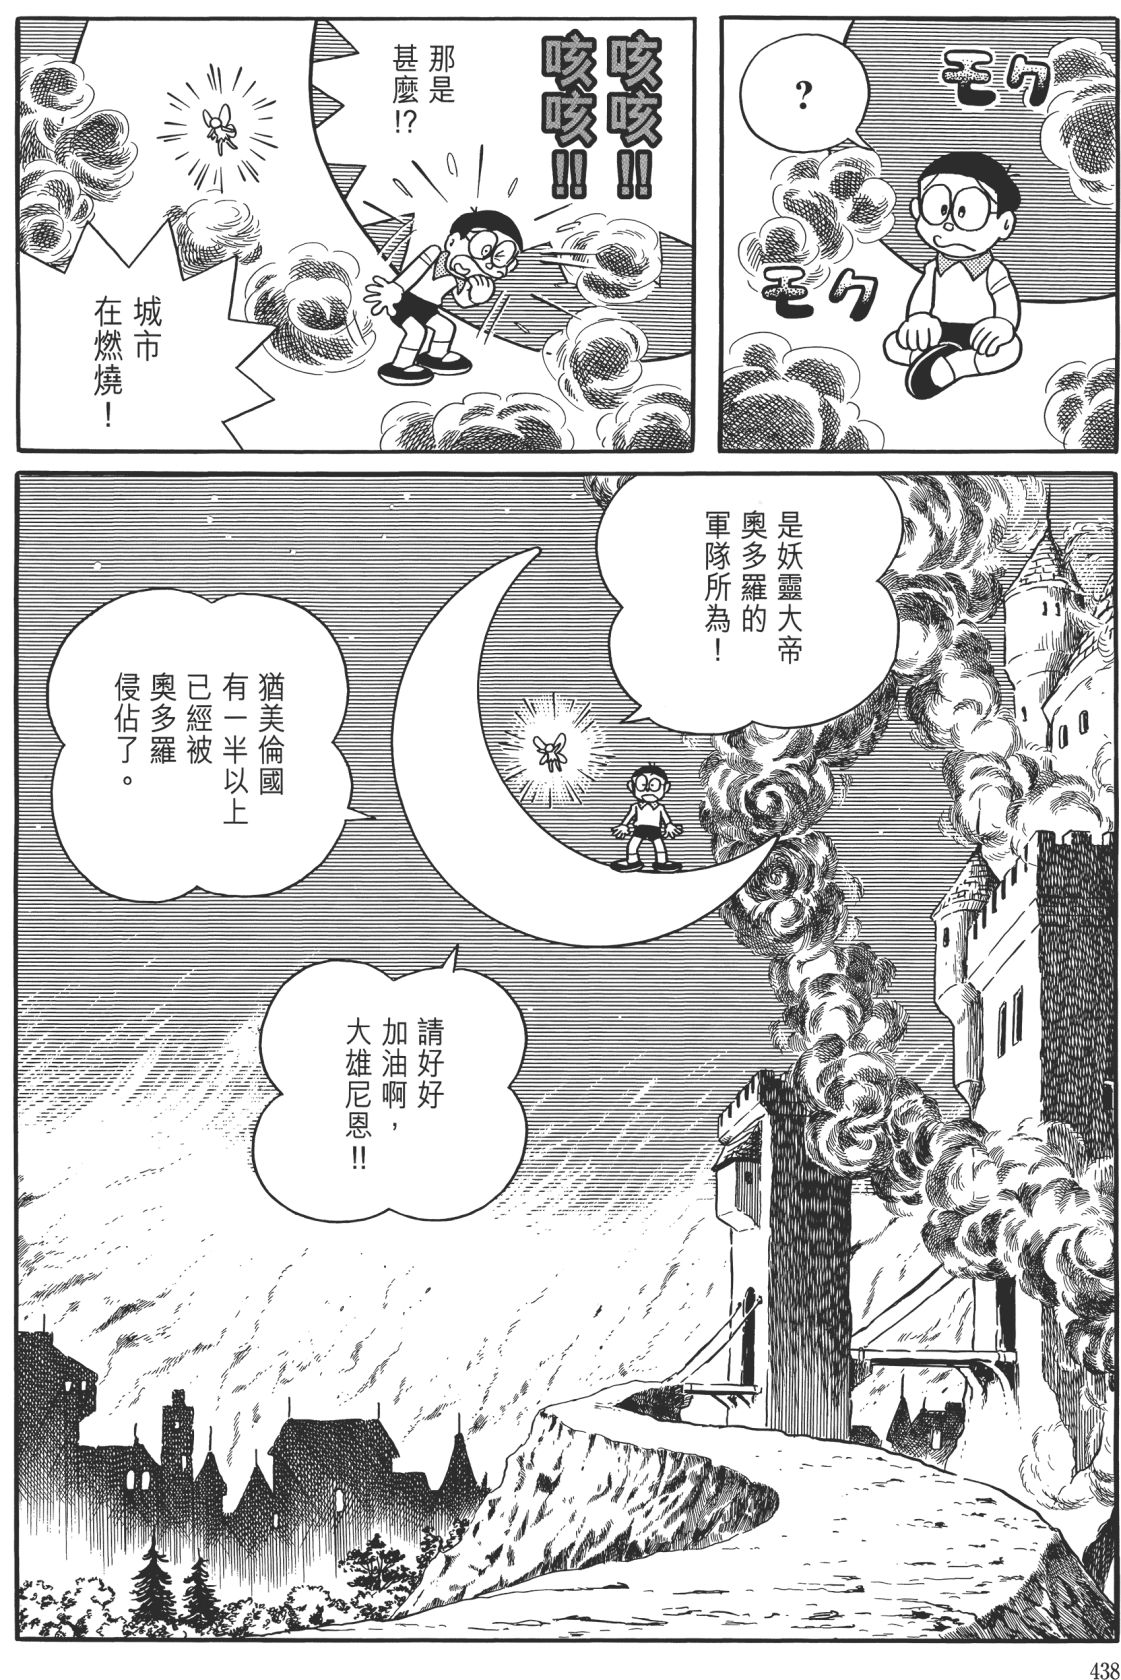 ?
モク
モク
咳咳!!
咳咳!!
那是
甚麼!?
城市
在燃燒！
是妖靈大帝
奧多羅的
軍隊所為！
猶美倫國
有一半以上
已經被
奧多羅
侵佔了。
請好好
加油啊，
大雄尼恩!!
438